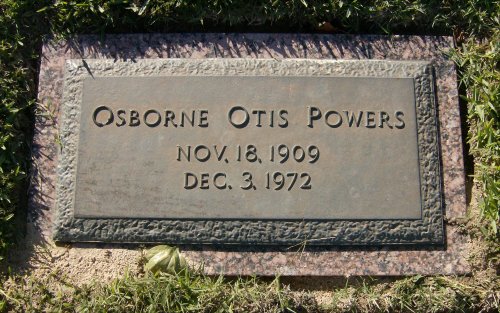 OSBORNE OTIS POWERS
NOV. 18, 1909
DEC. 3, 1972